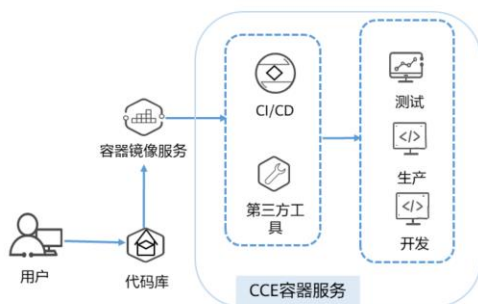 CI/CD
测试
容器镜像服务
生产
第三方工
具
开发
用户
代码库
CCE容器服务